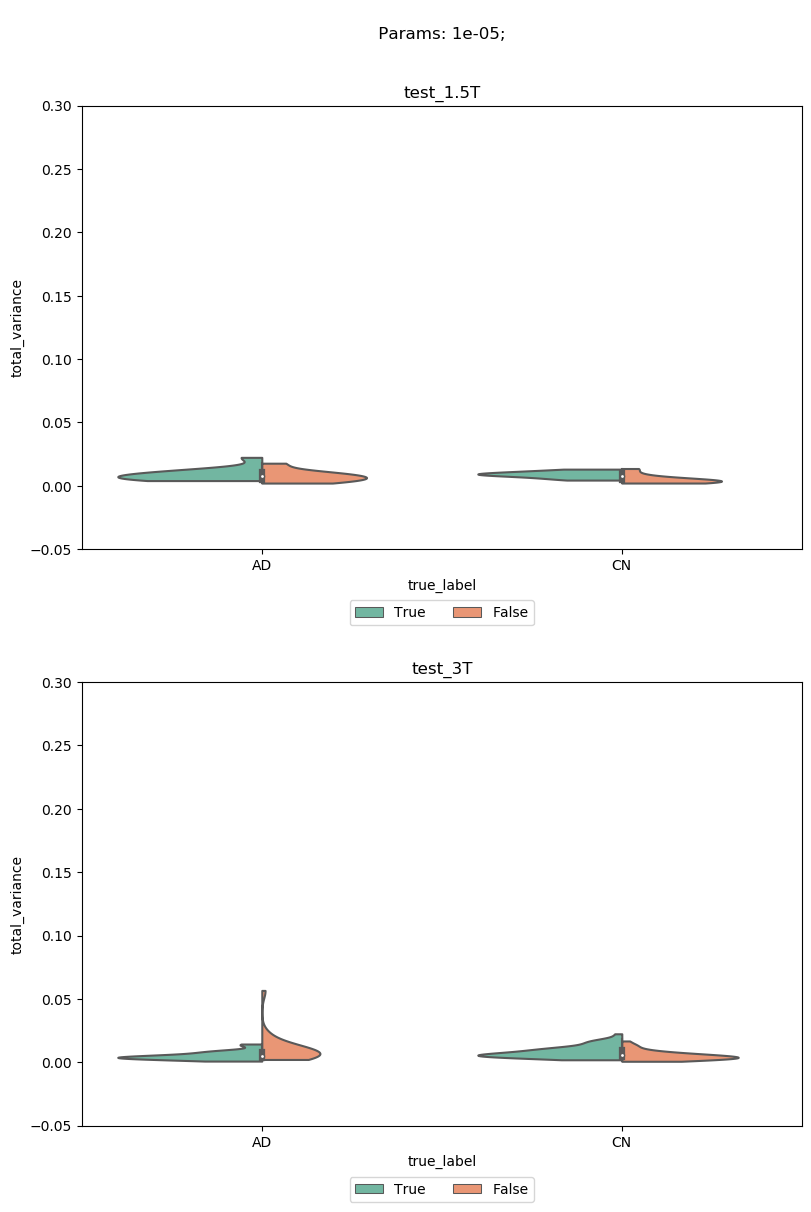 Params: 1e-05;
test_1.5T
0.30
0.25
0.20
0.15
0.10
0.05
0.00
−0.05
total_variance
AD CN
true_label
True False
test_3T
0.30
0.25
0.20
0.15
0.10
0.05
0.00
−0.05
total_variance
AD CN
true_label
True False